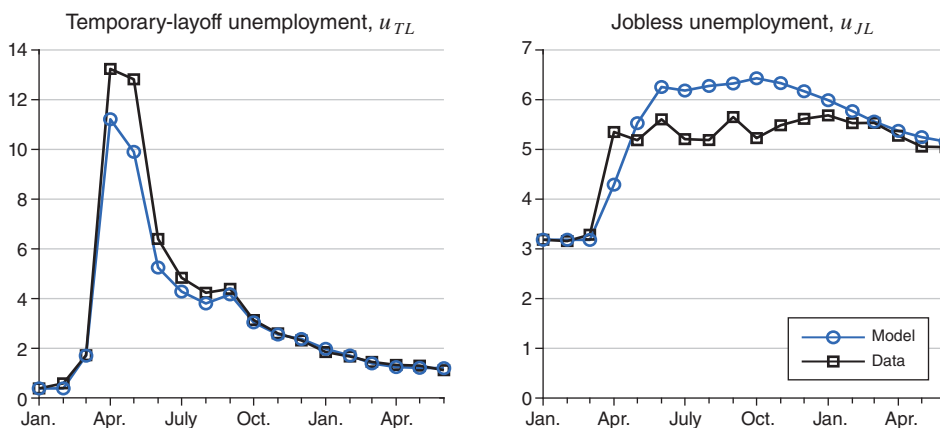 Temporary-layoff unemployment, u_TL
14
12
10
8
6
4
2
0
Jan. Apr. July Oct. Jan. Apr.
Jobless unemployment, u_JL
7
6
5
4
3
2
1
0
Model
Data
Jan. Apr. July Oct. Jan. Apr.